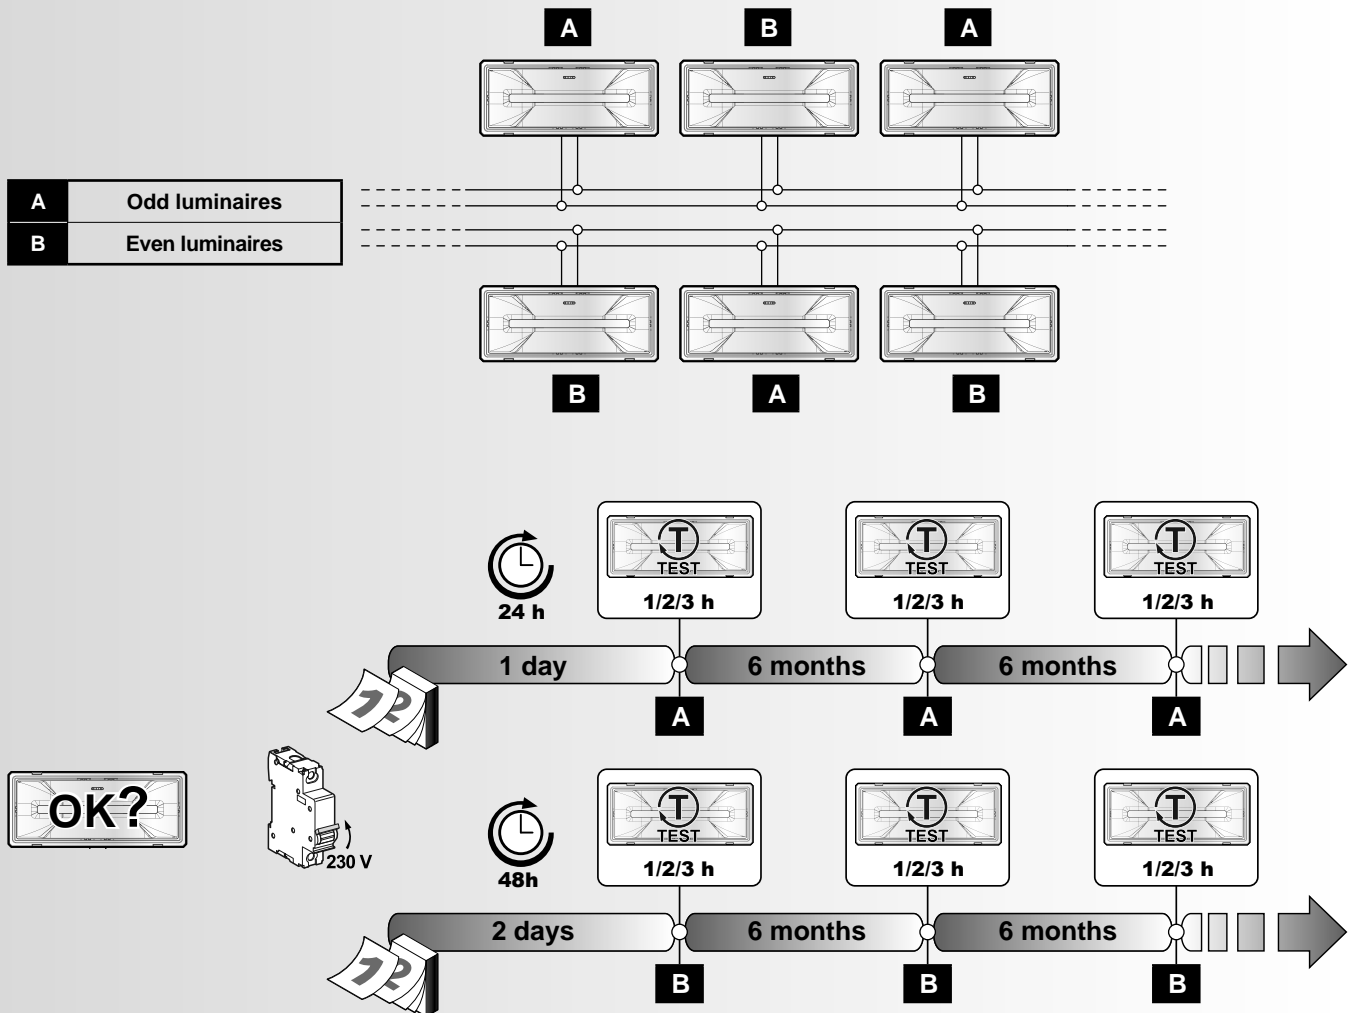 A B A
A Odd luminaires
B Even luminaires
B A B
T T T
TEST TEST TEST
24 h 1/2/3 h 1/2/3 h 1/2/3 h
1 day 6 months 6 months
12
A A A
OK?
230 V
T T T
TEST TEST TEST
48h 1/2/3 h 1/2/3 h 1/2/3 h
2 days 6 months 6 months
12
B B B